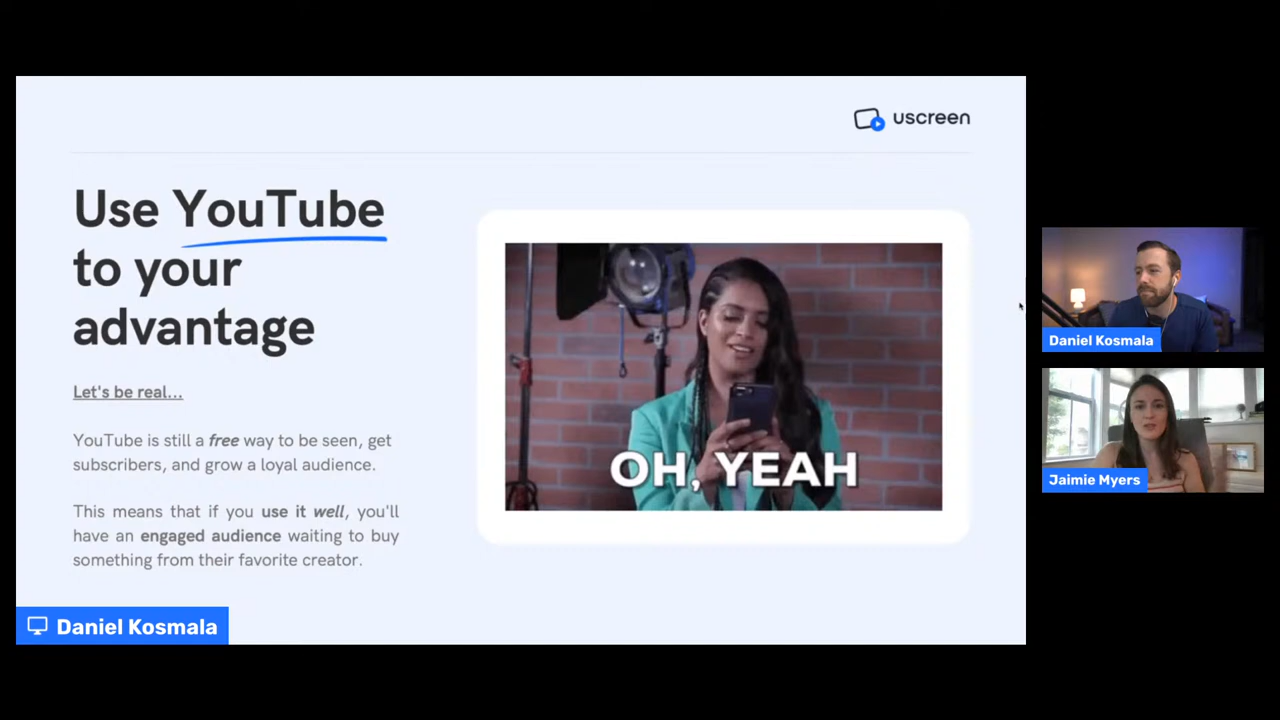 uscreen
Use YouTube
to your
advantage
Let's be real...
YouTube is still a free way to be seen, get
subscribers, and grow a loyal audience.
This means that if you use it well, you'll
have an engaged audience waiting to buy
something from their favorite creator.
OH, YEAH
Daniel Kosmala
Daniel Kosmala
Jaimie Myers